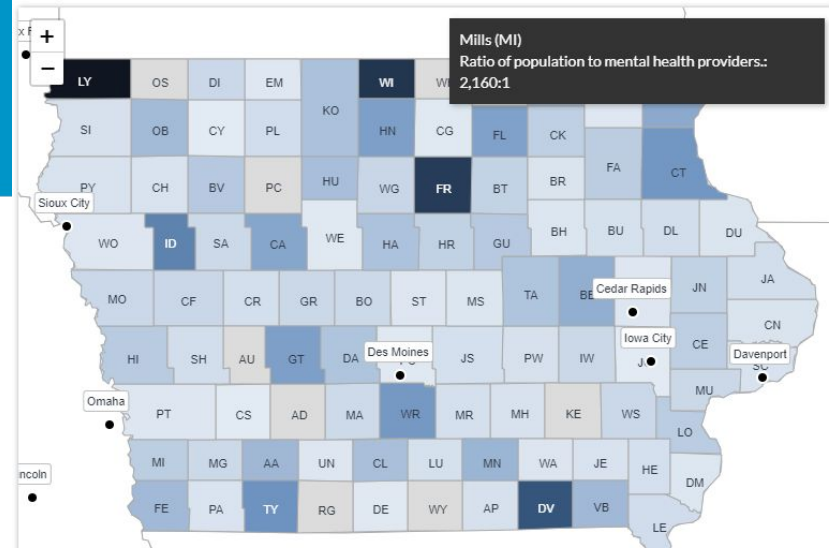 x F
+
−
Mills (MI)
Ratio of population to mental health providers.:
2,160:1
LY OS DI EM WI
KO
SI OB CY PL HN CG FL CK
FA CT
PY CH BV PC HU WG FR BT BR
Sioux City
WO ID SA CA WE HA HR GU BH BU DL DU
MO CF CR GR BO ST MS TA Cedar Rapids JN JA
CN
HI SH AU GT DA Des Moines JS PW IW Iowa City CE Davenport
SC
MU
Omaha
PT CS AD MA WR MR MH KE WS
LO
MI MG AA UN CL LU MN WA JE HE
ncoln
DM
FE PA TY RG DE WY AP DV VB
LE